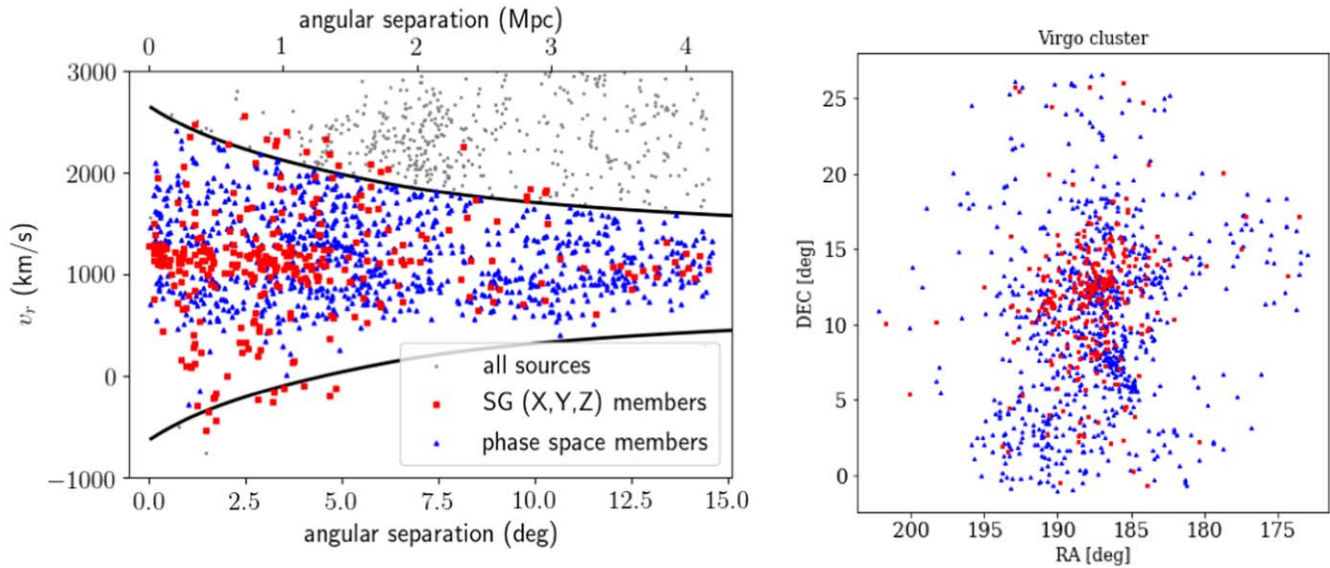 angular separation (Mpc)
0 1 2 3 4
3000
2000
1000
0
−1000
v_r (km/s)
all sources
SG (X,Y,Z) members
phase space members
0.0 2.5 5.0 7.5 10.0 12.5 15.0
angular separation (deg)
Virgo cluster
25
20
15
10
5
0
DEC [deg]
200 195 190 185 180 175
RA [deg]